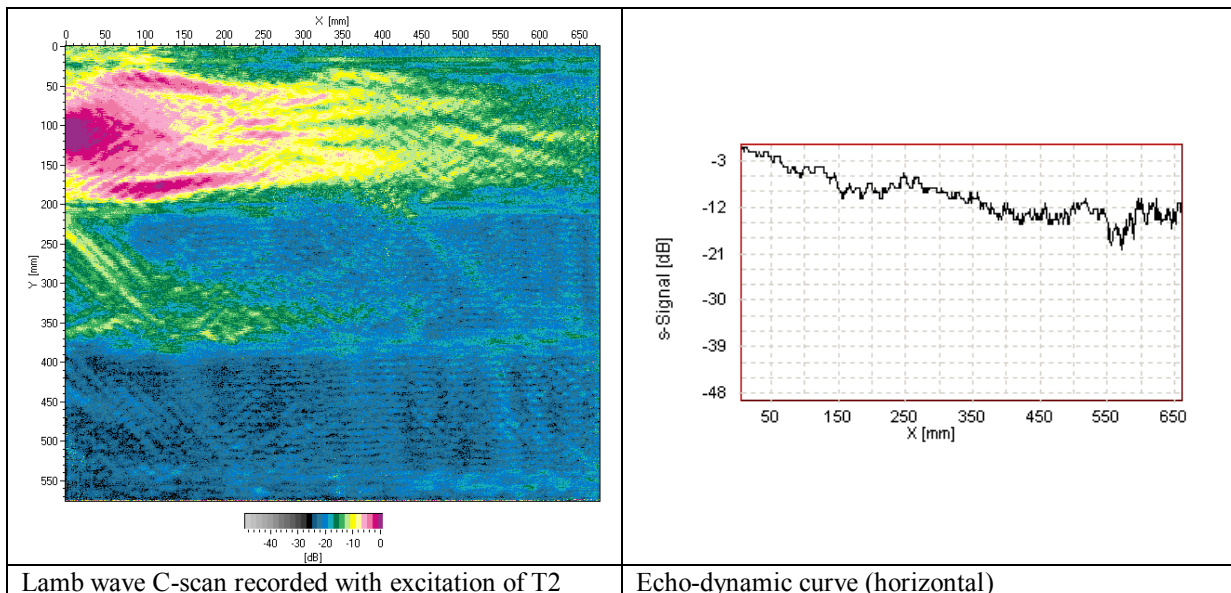 X [mm]
0 50 100 150 200 250 300 350 400 450 500 550 600 650
0
50
100
150
200
250
300
350
400
450
500
550
Y [mm]
-40 -30 -20 -10 0
[dB]
Lamb wave C-scan recorded with excitation of T2
-3
-12
-21
-30
-39
-48
s-Signal [dB]
50 150 250 350 450 550 650
X [mm]
Echo-dynamic curve (horizontal)